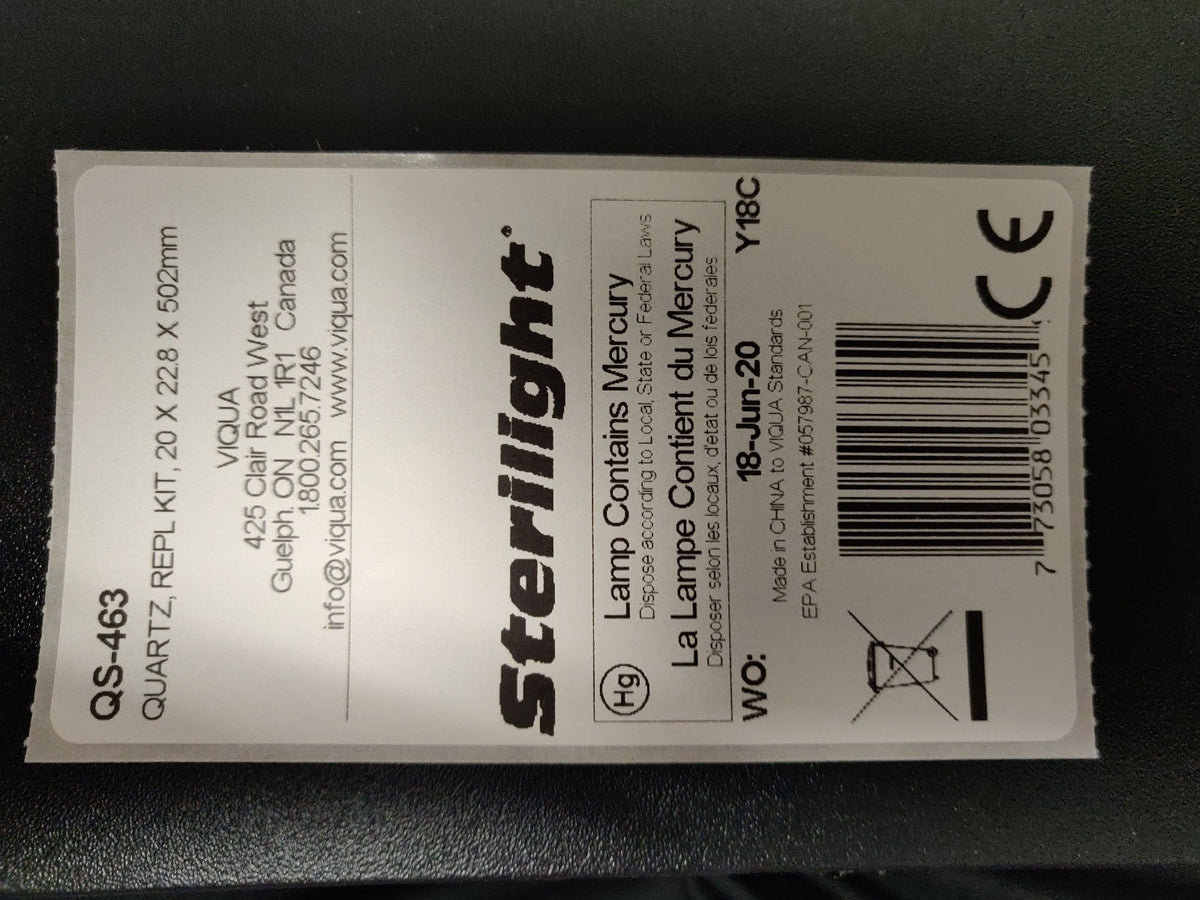 QS-463
QUARTZ, REPL KIT, 20 X 22.8 X 502mm
VIQUA
425 Clair Road West
Guelph. ON N1L 1R1 Canada
1.800.265.7246
info@viqua.com www.viqua.com
Sterilight®
Hg
Lamp Contains Mercury
Dispose according to Local, State or Federal Laws
La Lampe Contient du Mercury
Disposer selon les locaux, d'etat ou de lois federales
WO: 18-Jun-20 Y18C
Made in CHINA to VIQUA Standards
EPA Establishment #057987-CAN-001
7 73058 03345
CE